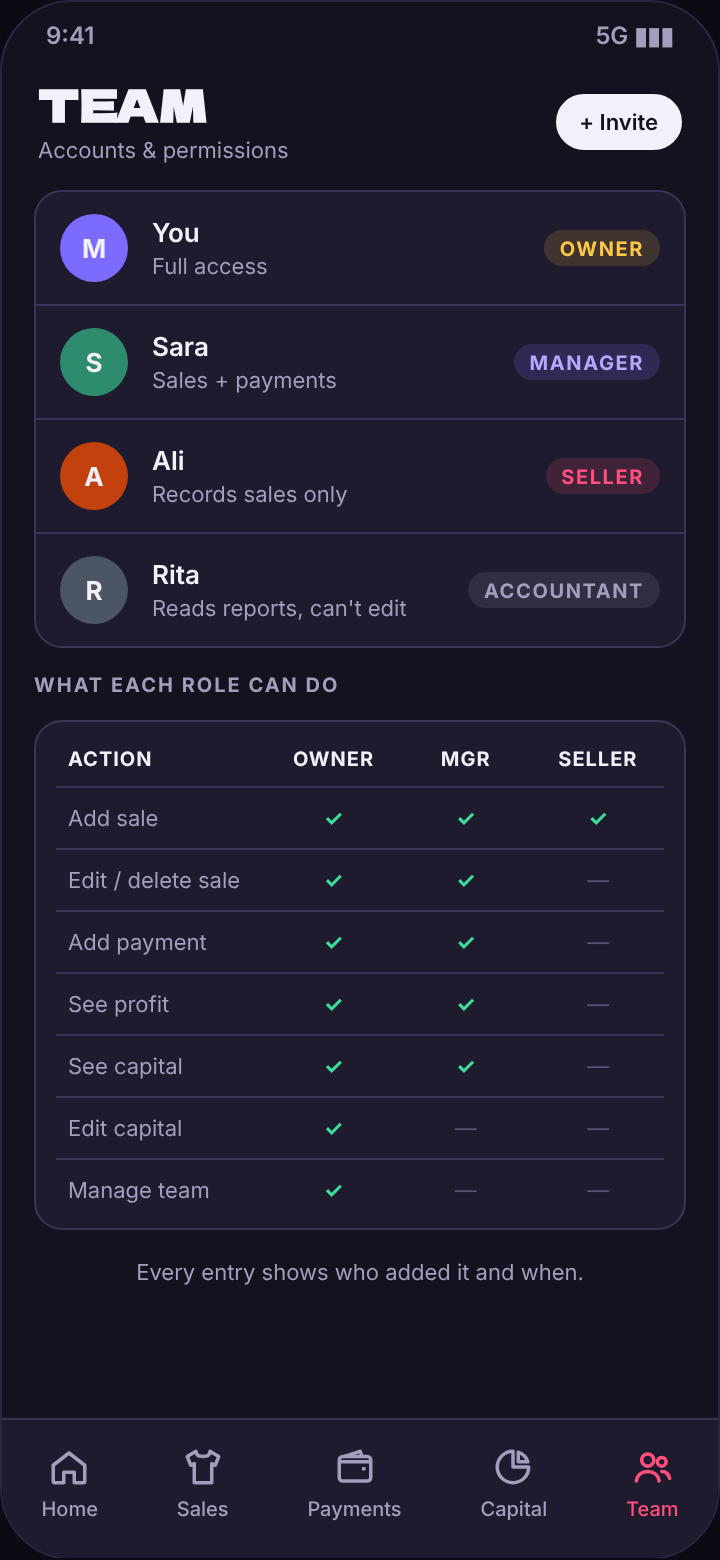 9:41 5G
TEAM
Accounts & permissions
+ Invite
M You OWNER
Full access
S Sara MANAGER
Sales + payments
A Ali SELLER
Records sales only
R Rita ACCOUNTANT
Reads reports, can't edit
WHAT EACH ROLE CAN DO
ACTION OWNER MGR SELLER
Add sale ✓ ✓ ✓
Edit / delete sale ✓ ✓ —
Add payment ✓ ✓ —
See profit ✓ ✓ —
See capital ✓ ✓ —
Edit capital ✓ — —
Manage team ✓ — —
Every entry shows who added it and when.
Home Sales Payments Capital Team